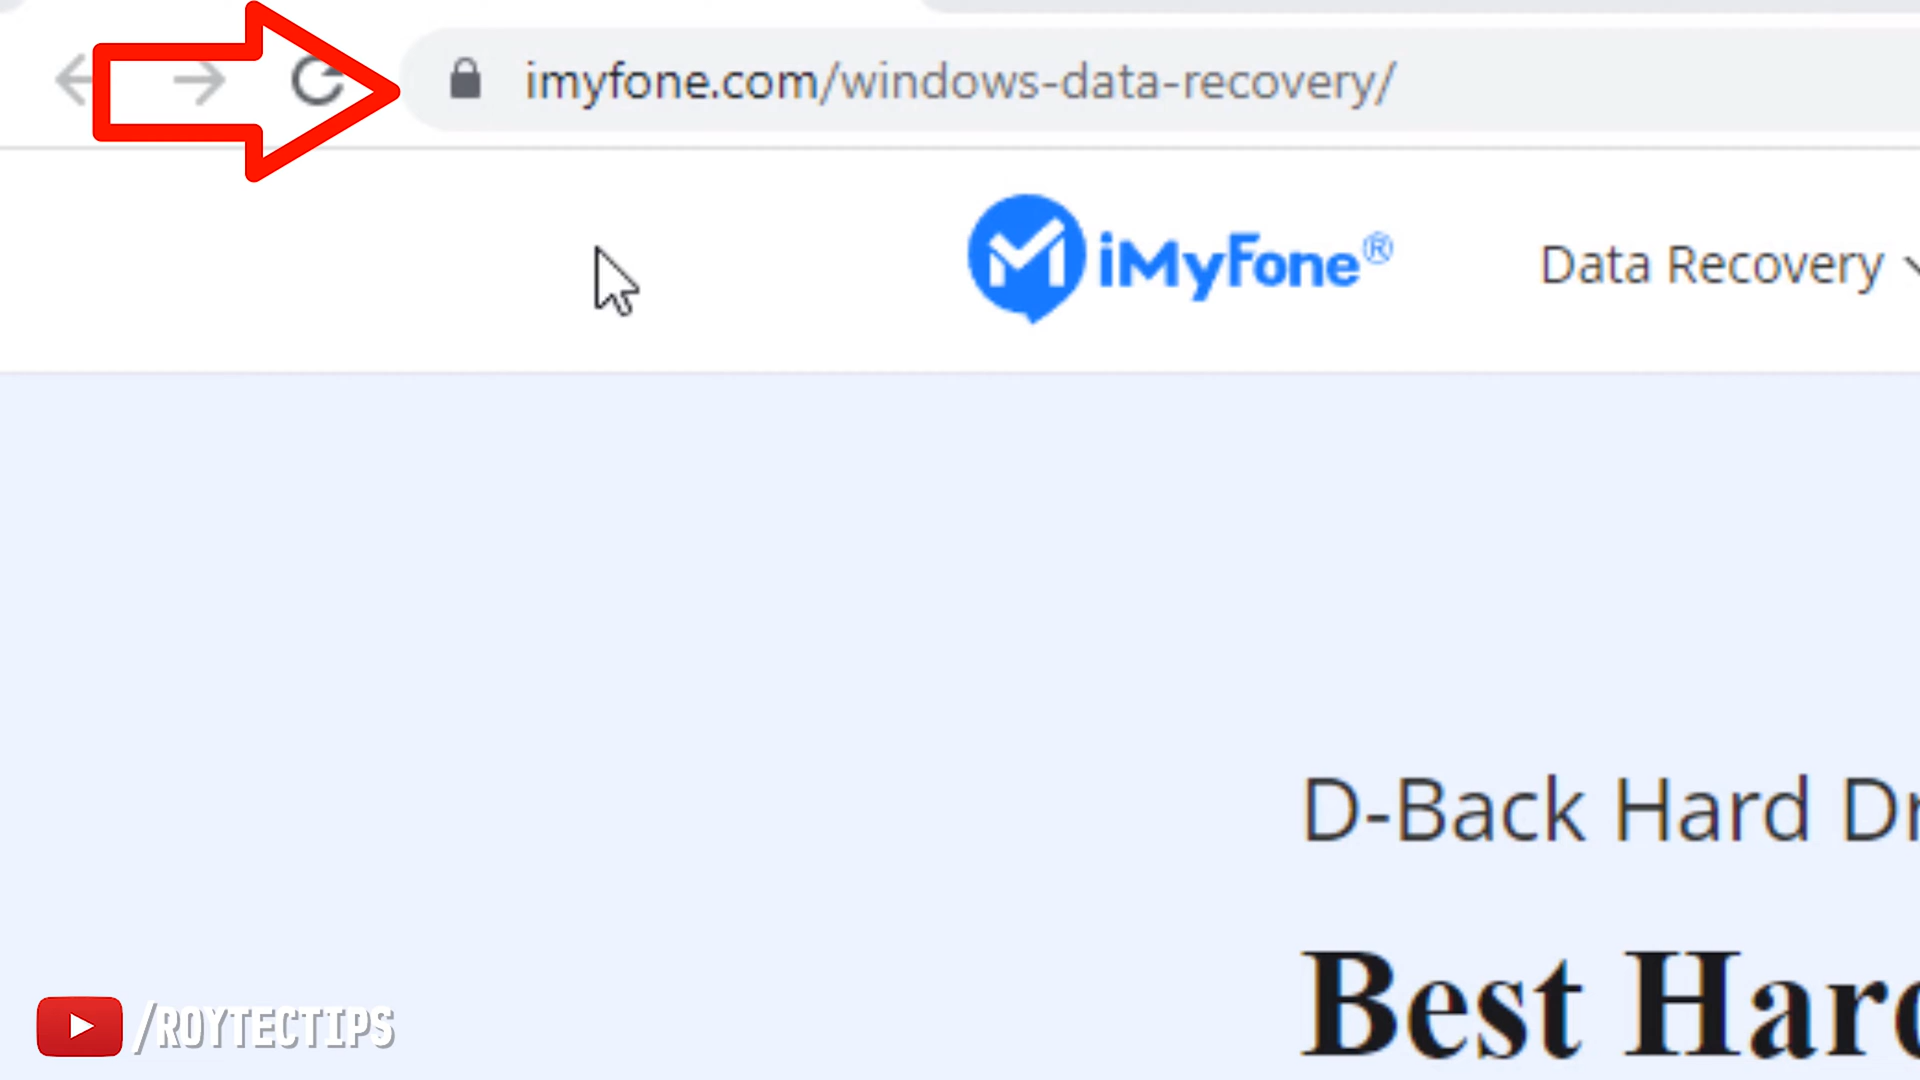 imyfone.com/windows-data-recovery/
iMyFone®
Data Recovery
D-Back Hard Dr
Best Hard
/ROYTECTIPS